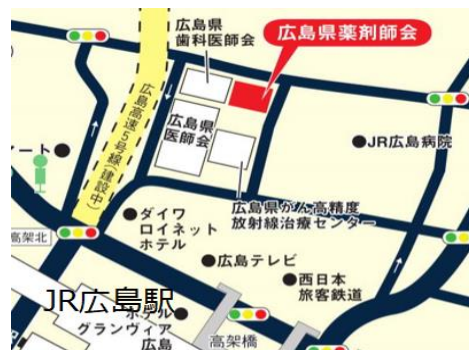 広島県
歯科医師会
広島県薬剤師会
広島高速5号線(建設中)
広島県
医師会
JR広島病院
ート
広島県がん高精度
放射線治療センター
ダイワ
ロイネット
ホテル
高架北
広島テレビ
西日本
旅客鉄道
JR広島駅
ホテル
グランヴィア
広島
高架橋